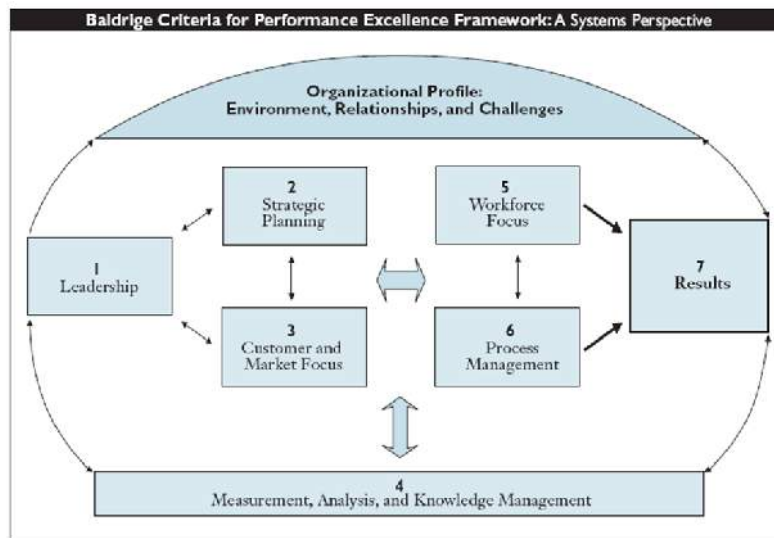 Baldrige Criteria for Performance Excellence Framework: A Systems Perspective
Organizational Profile:
Environment, Relationships, and Challenges
2
Strategic
Planning
5
Workforce
Focus
1
Leadership
7
Results
3
Customer and
Market Focus
6
Process
Management
4
Measurement, Analysis, and Knowledge Management